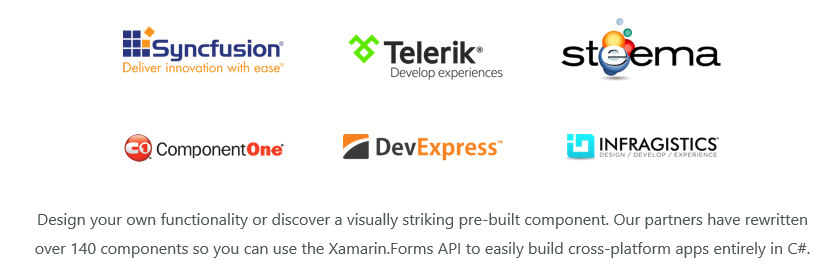 Syncfusion®
Deliver innovation with ease®
Telerik®
Develop experiences
steema
C1 ComponentOne®
DevExpress™
INFRAGISTICS™
DESIGN / DEVELOP / EXPERIENCE
Design your own functionality or discover a visually striking pre-built component. Our partners have rewritten
over 140 components so you can use the Xamarin.Forms API to easily build cross-platform apps entirely in C#.